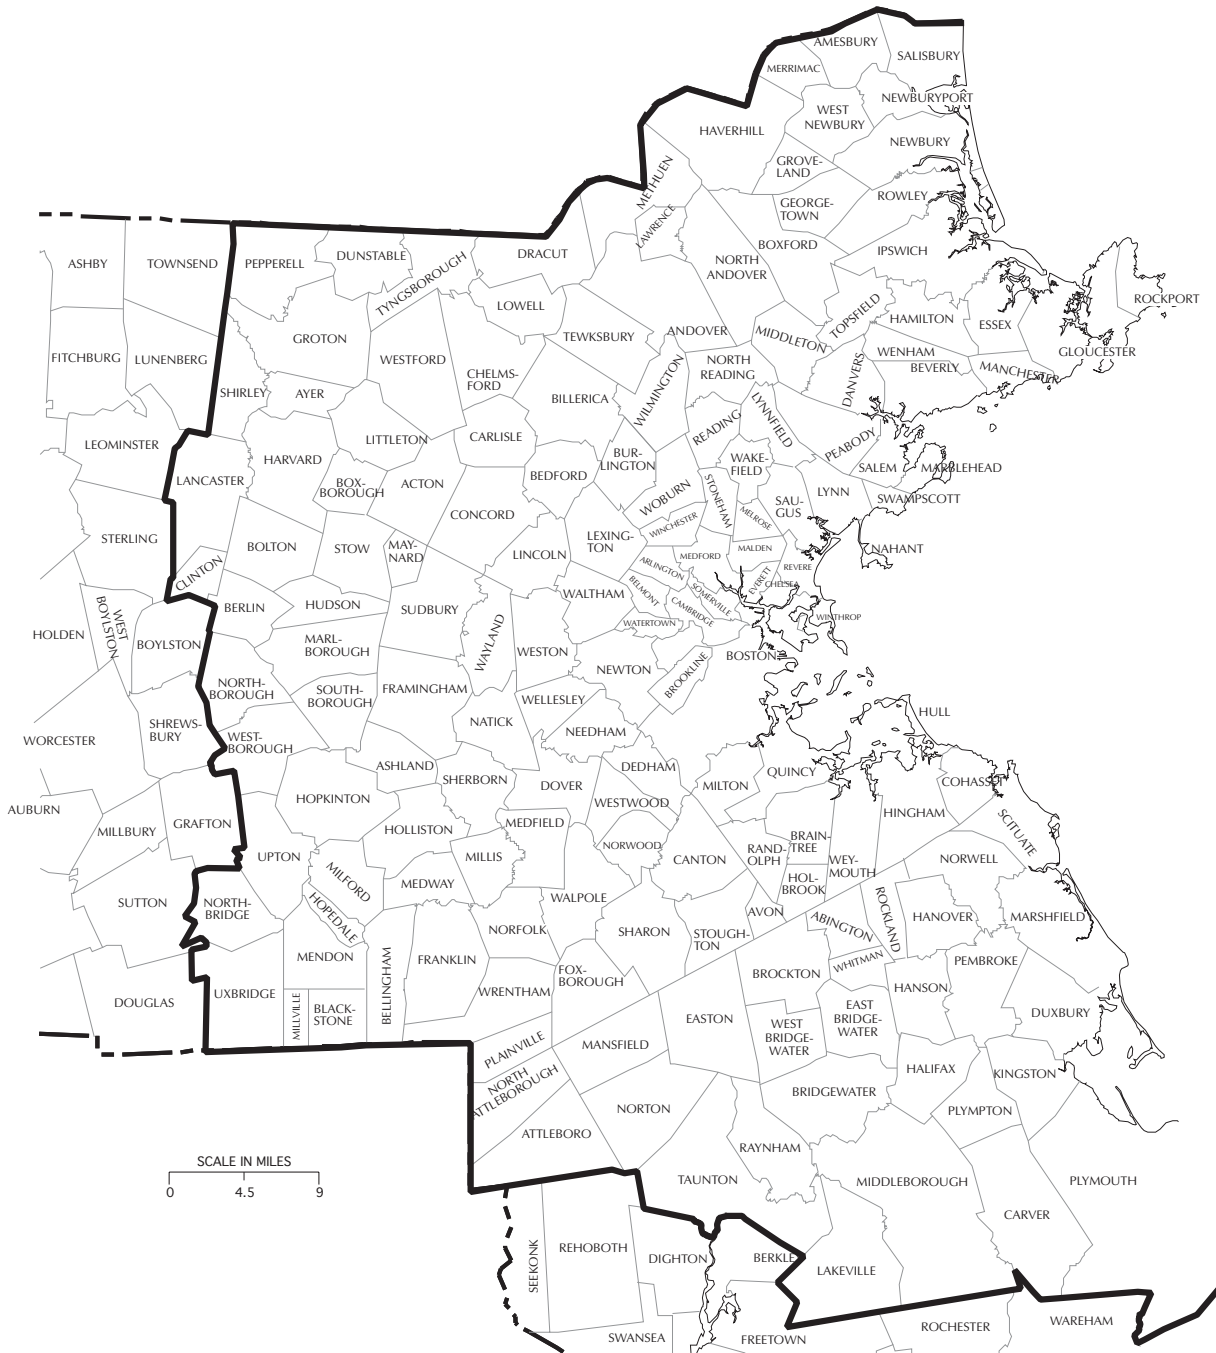 AMESBURY
SALISBURY
MERRIMAC
NEWBURYPORT
WEST
NEWBURY
HAVERHILL
NEWBURY
GROVE-
LAND
METHUEN
ROWLEY
GEORGE-
TOWN
LAWRENCE
BOXFORD
IPSWICH
ASHBY
TOWNSEND
PEPPERELL
DUNSTABLE
TYNGSBOROUGH
DRACUT
NORTH
ANDOVER
ROCKPORT
LOWELL
TOPSFIELD
HAMILTON
ESSEX
GROTON
TEWKSBURY
ANDOVER
MIDDLETON
GLOUCESTER
FITCHBURG
LUNENBERG
WESTFORD
WENHAM
NORTH
READING
BEVERLY
MANCHESTER
CHELMS-
FORD
DANVERS
SHIRLEY
AYER
BILLERICA
WILMINGTON
LYNNFIELD
READING
LEOMINSTER
LITTLETON
CARLISLE
PEABODY
HARVARD
BUR-
LINGTON
WAKE-
FIELD
SALEM
MARBLEHEAD
LANCASTER
BOX-
BOROUGH
ACTON
BEDFORD
WOBURN
STONEHAM
SAU-
GUS
LYNN
SWAMPSCOTT
CONCORD
WINCHESTER
MELROSE
STERLING
BOLTON
STOW
MAY-
NARD
LINCOLN
LEXING-
TON
NAHANT
MEDFORD
MALDEN
ARLINGTON
REVERE
CLINTON
EVERETT
CHELSEA
WALTHAM
BELMONT
SOMERVILLE
BERLIN
HUDSON
SUDBURY
CAMBRIDGE
WINTHROP
WEST
BOYLSTON
HOLDEN
BOYLSTON
MARL-
BOROUGH
WAYLAND
WESTON
WATERTOWN
BOSTON
NEWTON
BROOKLINE
NORTH-
BOROUGH
SOUTH-
BOROUGH
FRAMINGHAM
WELLESLEY
HULL
SHREWS-
BURY
NATICK
NEEDHAM
WORCESTER
WEST-
BOROUGH
ASHLAND
SHERBORN
DEDHAM
QUINCY
COHASSET
DOVER
MILTON
HOPKINTON
WESTWOOD
AUBURN
MILLBURY
GRAFTON
HOLLISTON
MEDFIELD
HINGHAM
SCITUATE
BRAIN-
TREE
NORWOOD
RAND-
OLPH
UPTON
MILLIS
CANTON
WEY-
MOUTH
NORWELL
MILFORD
MEDWAY
HOL-
BROOK
SUTTON
NORTH-
BRIDGE
HOPEDALE
WALPOLE
AVON
ROCKLAND
HANOVER
MARSHFIELD
ABINGTON
NORFOLK
SHARON
STOUGH-
TON
MENDON
BELLINGHAM
FRANKLIN
WHITMAN
PEMBROKE
FOX-
BOROUGH
BROCKTON
DOUGLAS
UXBRIDGE
WRENTHAM
HANSON
MILLVILLE
BLACK-
STONE
EASTON
EAST
BRIDGE-
WATER
DUXBURY
WEST
BRIDGE-
WATER
PLAINVILLE
MANSFIELD
HALIFAX
KINGSTON
NORTH
ATTLEBOROUGH
BRIDGEWATER
NORTON
PLYMPTON
ATTLEBORO
RAYNHAM
SCALE IN MILES
0 4.5 9
TAUNTON
MIDDLEBOROUGH
PLYMOUTH
CARVER
SEEKONK
REHOBOTH
DIGHTON
BERKLE
LAKEVILLE
SWANSEA
FREETOWN
ROCHESTER
WAREHAM